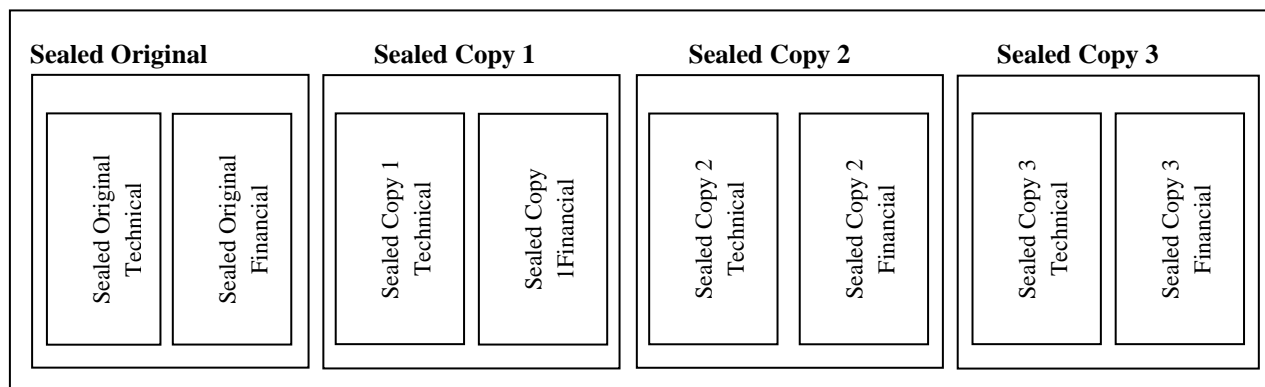 Sealed Original
Sealed Copy 1
Sealed Copy 2
Sealed Copy 3
Sealed Original
Technical
Sealed Original
Financial
Sealed Copy 1
Technical
Sealed Copy
1Financial
Sealed Copy 2
Technical
Sealed Copy 2
Financial
Sealed Copy 3
Technical
Sealed Copy 3
Financial